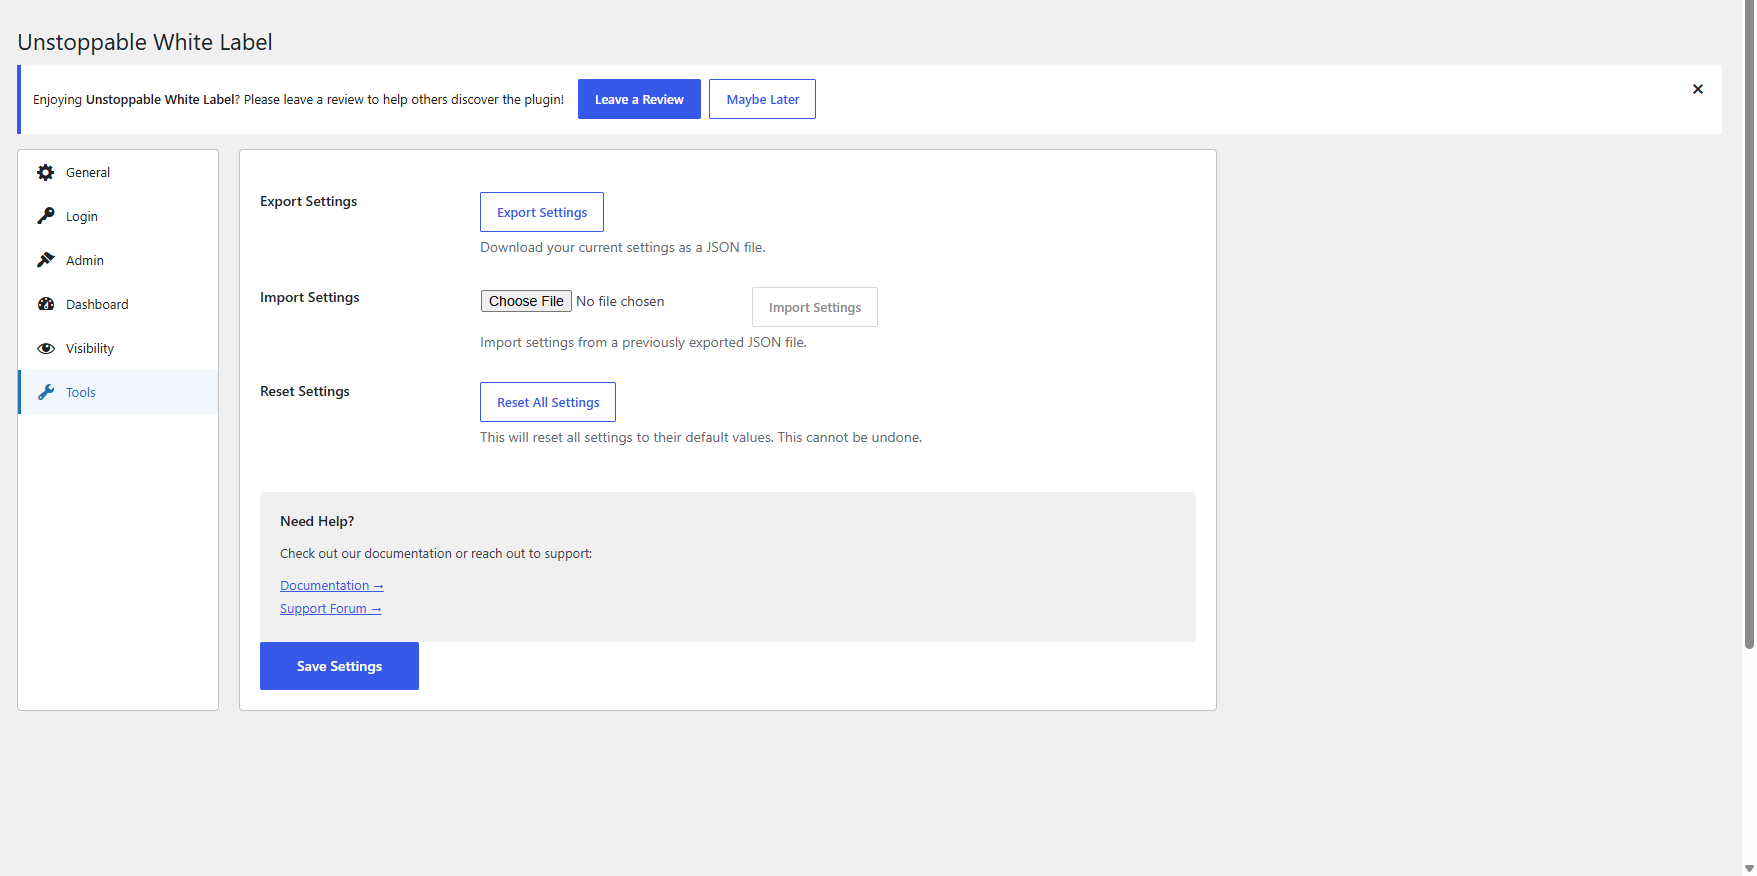 Unstoppable White Label
Enjoying Unstoppable White Label? Please leave a review to help others discover the plugin!
Leave a Review
Maybe Later
General
Login
Admin
Dashboard
Visibility
Tools
Export Settings
Export Settings
Download your current settings as a JSON file.
Import Settings
Choose File No file chosen
Import Settings
Import settings from a previously exported JSON file.
Reset Settings
Reset All Settings
This will reset all settings to their default values. This cannot be undone.
Need Help?
Check out our documentation or reach out to support:
Documentation →
Support Forum →
Save Settings